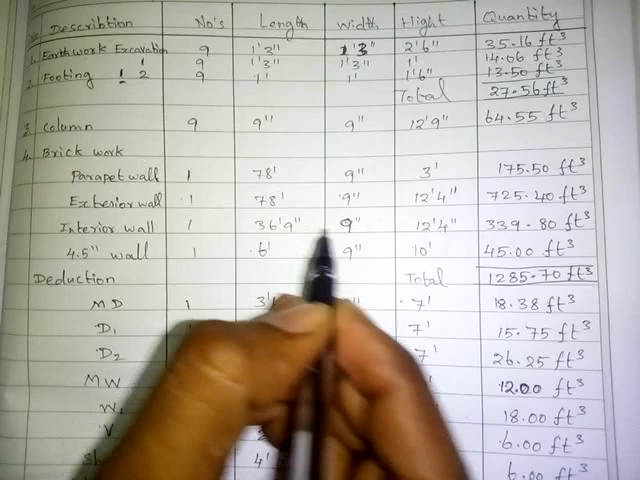 Describtion No's Length Width Hight Quantity
1. Earthwork Excavation 9 1'3" 1'3" 2'6" 35.16 ft³
2. Footing 1 9 1'3" 1'3" 1' 14.06 ft³
2 9 1' 1' 1'6" 13.50 ft³
Total 27.56 ft³
3. Column 9 9" 9" 12'9" 64.55 ft³
4. Brick work
Parapet wall 1 78' 9" 3' 175.50 ft³
Exterior wall 1 78' 9" 12'4" 725.40 ft³
Interior wall 1 36'9" 9" 12'4" 339.80 ft³
4.5" wall 1 6' 9" 10' 45.00 ft³
Deduction Total 1285.70 ft³
MD 1 7' 18.38 ft³
D1 7' 15.75 ft³
D2 7' 26.25 ft³
MW 12.00 ft³
W 18.00 ft³
V 6.00 ft³
4' 6.00 ft³